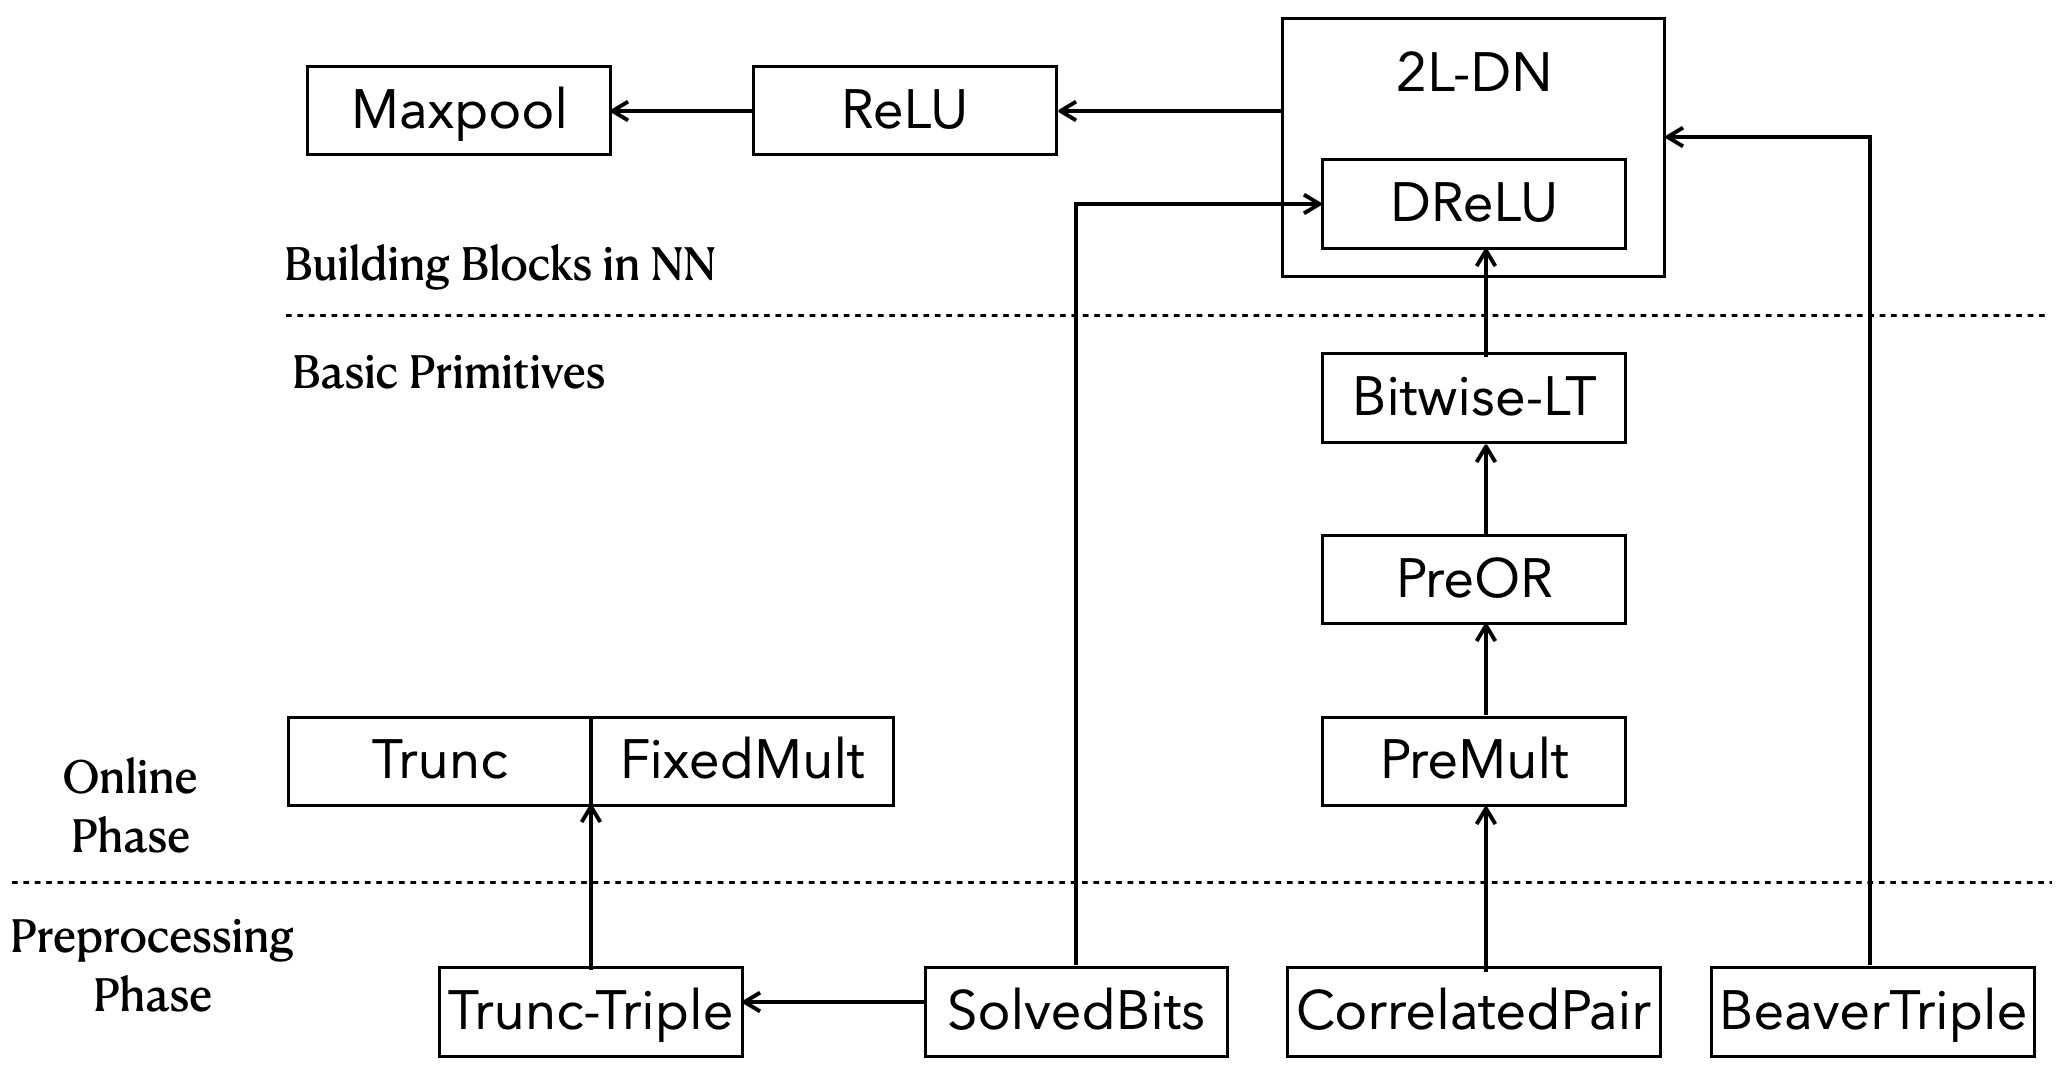 2L-DN
Maxpool
ReLU
DReLU
Building Blocks in NN
Basic Primitives
Bitwise-LT
PreOR
Trunc
FixedMult
PreMult
Online
Phase
Preprocessing
Phase
Trunc-Triple
SolvedBits
CorrelatedPair
BeaverTriple